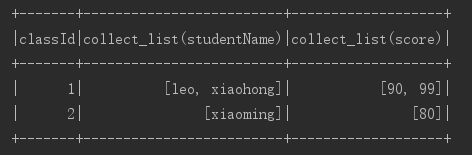 +-------+-------------------------+-------------------+
|classId|collect_list(studentName)|collect_list(score)|
+-------+-------------------------+-------------------+
|      1|          [leo, xiaohong]|           [90, 99]|
|      2|               [xiaoming]|               [80]|
+-------+-------------------------+-------------------+